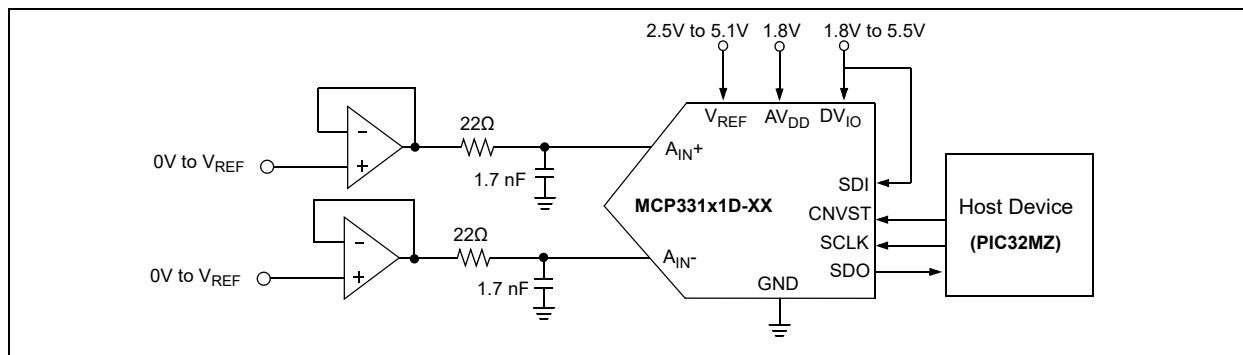 2.5V to 5.1V 1.8V 1.8V to 5.5V
VREF AVDD DVIO
-
+
0V to VREF
22Ω
1.7 nF
AIN+
-
+
0V to VREF
22Ω
1.7 nF
AIN-
MCP331x1D-XX
SDI
CNVST
SCLK
SDO
GND
Host Device
(PIC32MZ)